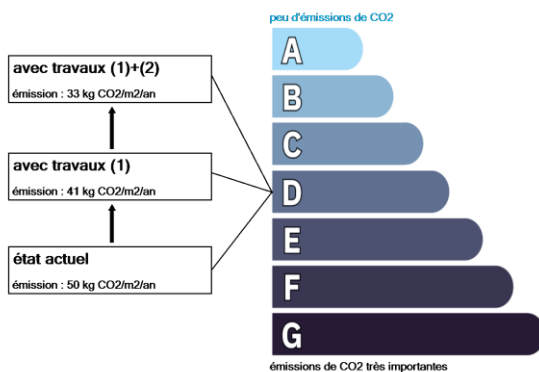 peu d'émissions de CO2
avec travaux (1)+(2)
émission : 33 kg CO2/m2/an
avec travaux (1)
émission : 41 kg CO2/m2/an
état actuel
émission : 50 kg CO2/m2/an
A
B
C
D
E
F
G
émissions de CO2 très importantes